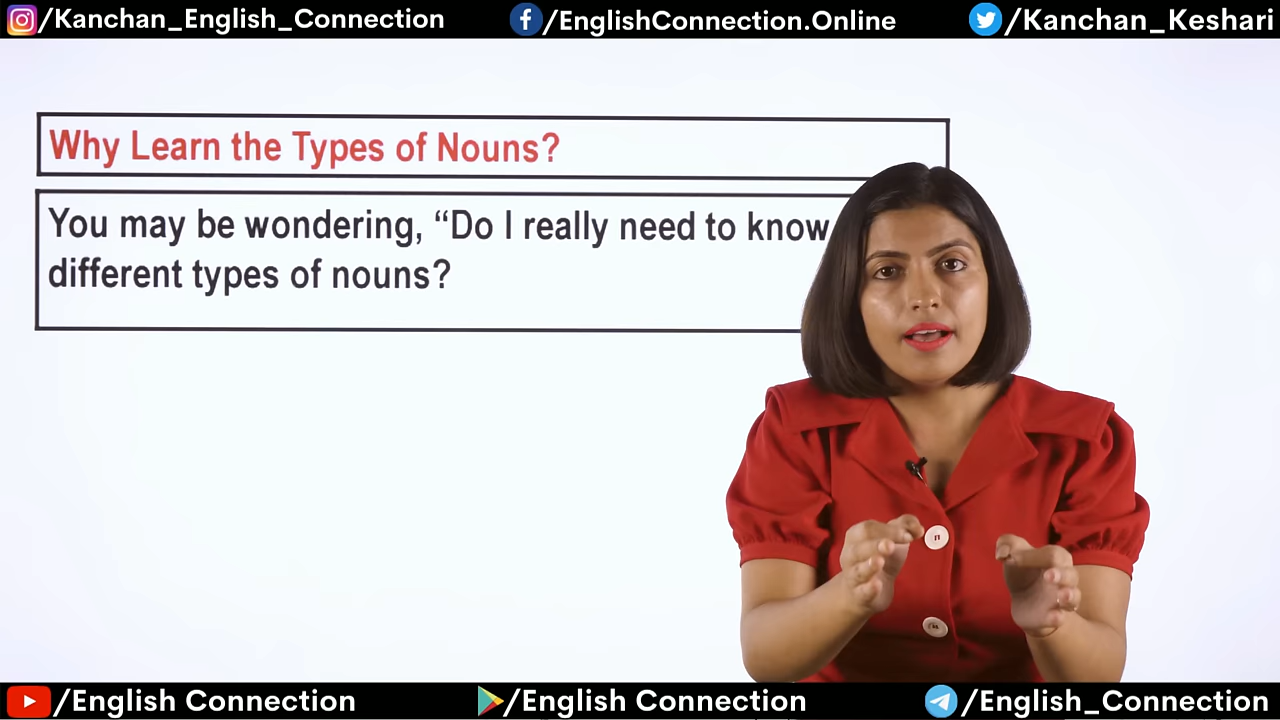 /Kanchan_English_Connection
/EnglishConnection.Online
/Kanchan_Keshari
Why Learn the Types of Nouns?
You may be wondering, “Do I really need to know
different types of nouns?
/English Connection
/English Connection
/English_Connection